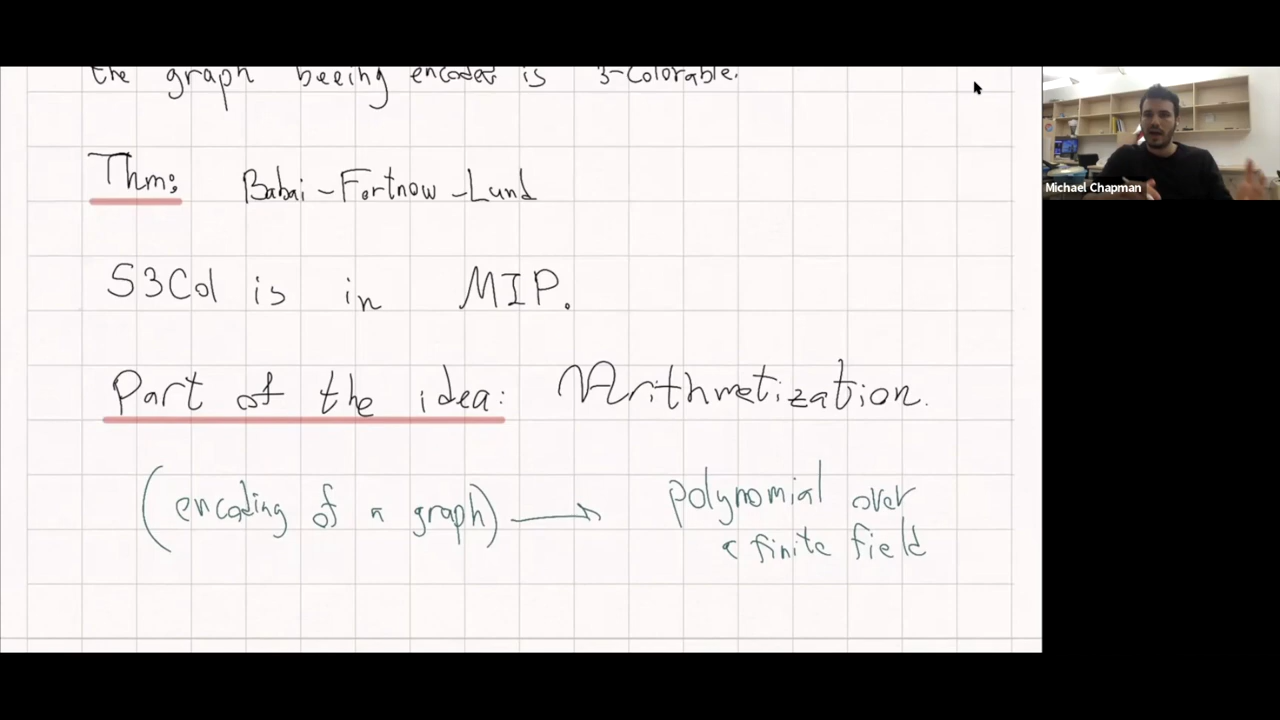 the graph beeing encoded is 3-Colorable.
Thm: Babai-Fortnow-Lund
S3Col is in MIP.
Part of the idea: Arithmetization.
(encoding of a graph) → polynomial over
a finite field
Michael Chapman